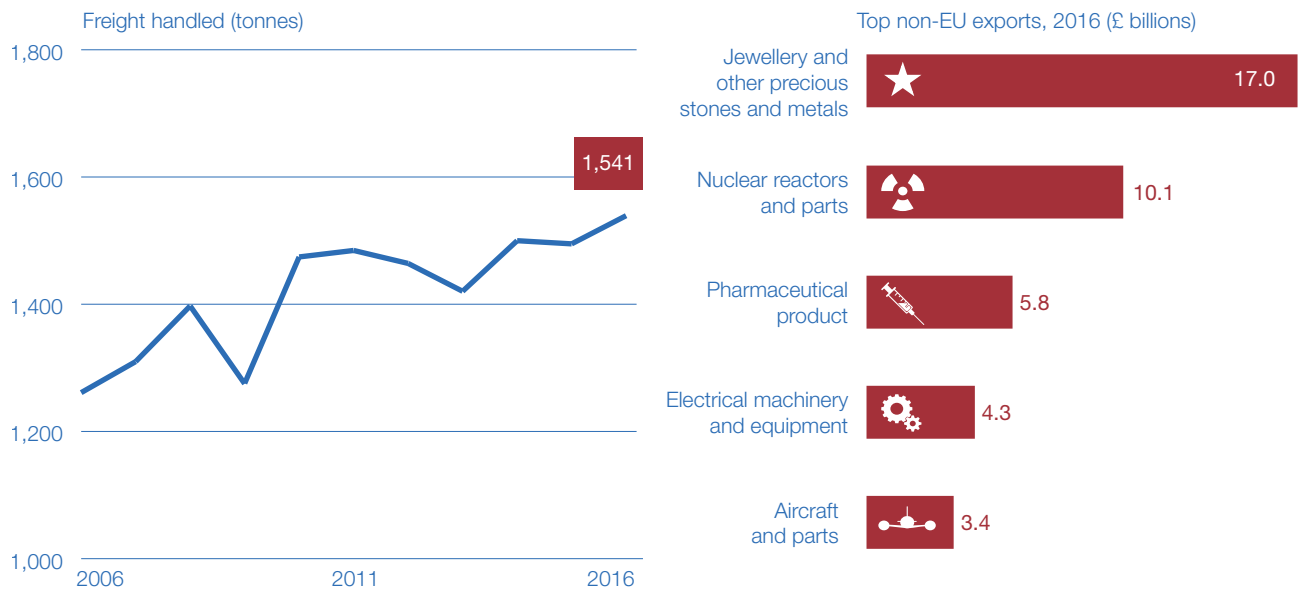 Freight handled (tonnes)
1,800
1,600
1,400
1,200
1,000
1,541
2006
2011
2016
Top non-EU exports, 2016 (£ billions)
Jewellery and
other precious
stones and metals
17.0
Nuclear reactors
and parts
10.1
Pharmaceutical
product
5.8
Electrical machinery
and equipment
4.3
Aircraft
and parts
3.4